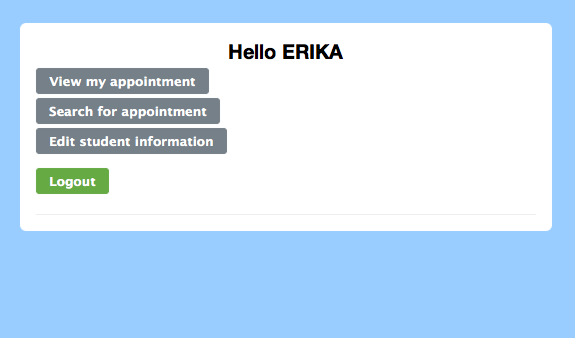 Hello ERIKA
View my appointment
Search for appointment
Edit student information
Logout